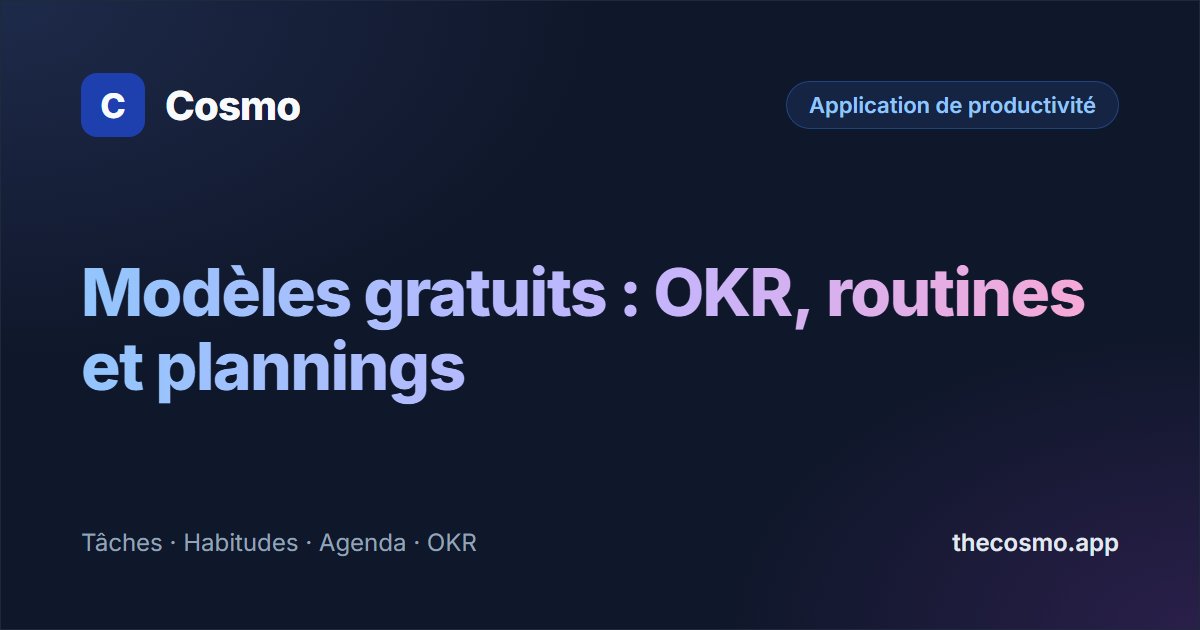 C
Cosmo
Application de productivité
Modèles gratuits : OKR, routines
et plannings
Tâches · Habitudes · Agenda · OKR
thecosmo.app